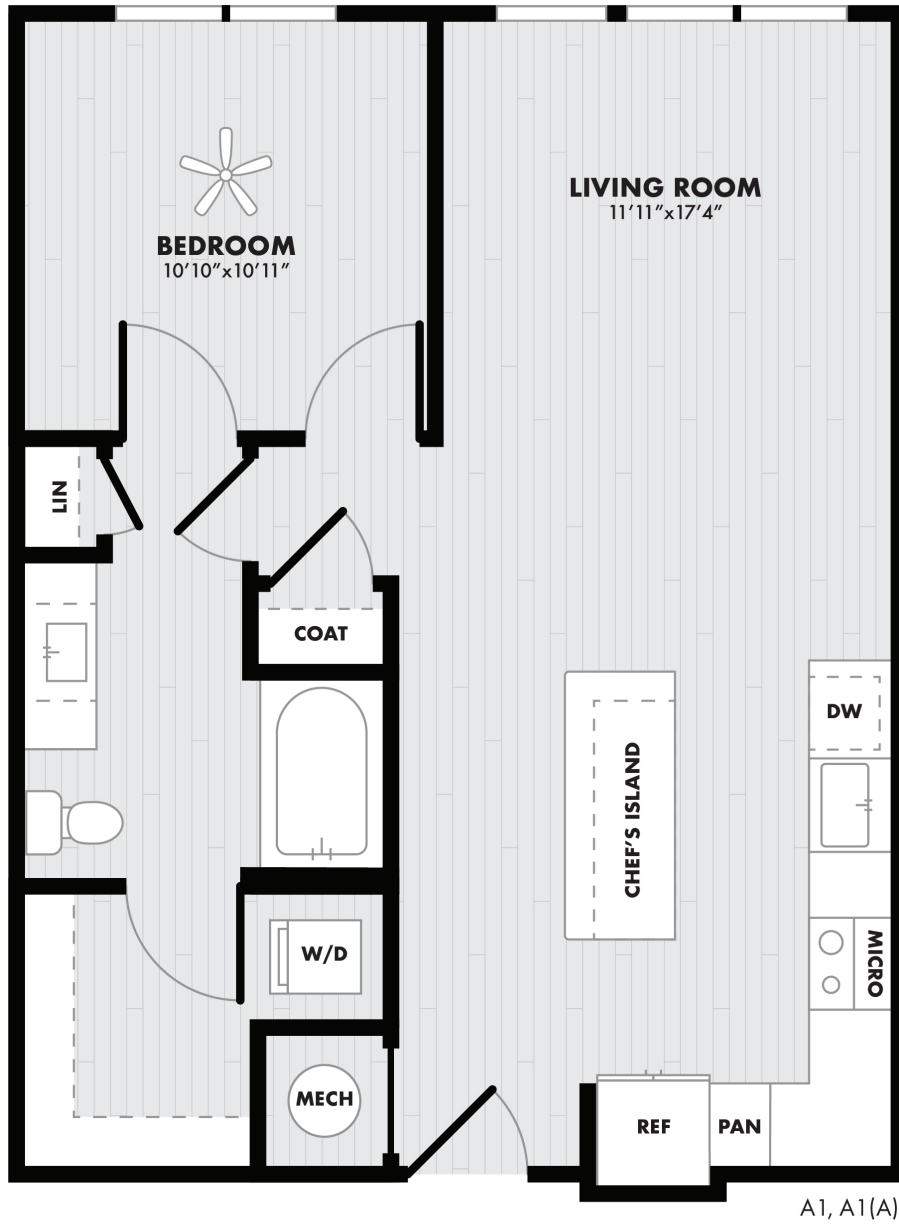 LIVING ROOM
11'11"x17'4"
BEDROOM
10'10"x10'11"
LIN
COAT
DW
CHEF'S ISLAND
W/D
MICRO
MECH
REF
PAN
A1, A1(A)